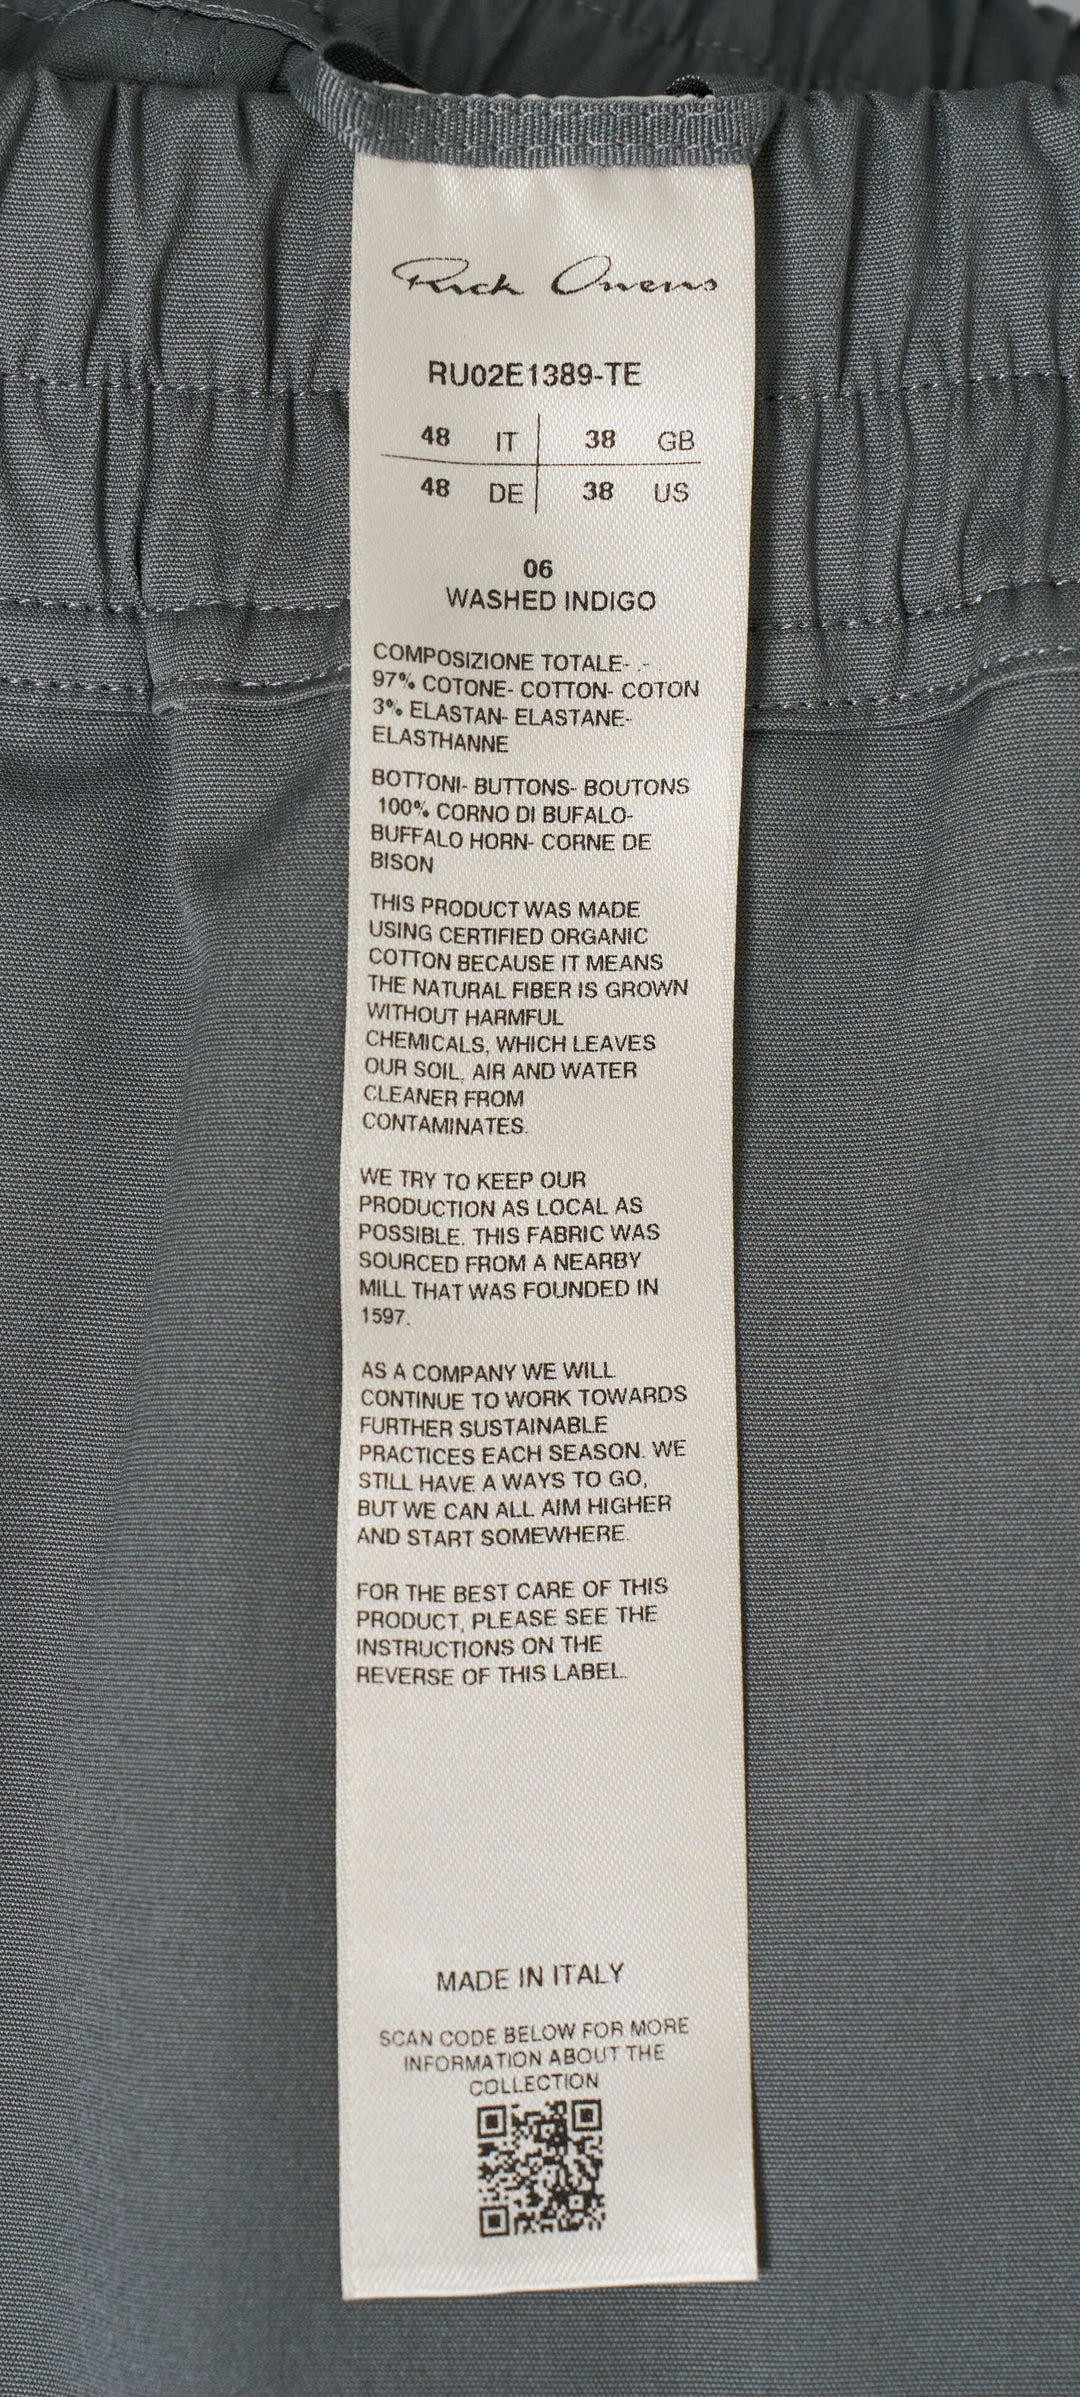 Rick Owens
RU02E1389-TE
48 IT 38 GB
48 DE 38 US
06
WASHED INDIGO
COMPOSIZIONE TOTALE- .-
97% COTONE- COTTON- COTON
3% ELASTAN- ELASTANE-
ELASTHANNE
BOTTONI- BUTTONS- BOUTONS
100% CORNO DI BUFALO-
BUFFALO HORN- CORNE DE
BISON
THIS PRODUCT WAS MADE
USING CERTIFIED ORGANIC
COTTON BECAUSE IT MEANS
THE NATURAL FIBER IS GROWN
WITHOUT HARMFUL
CHEMICALS, WHICH LEAVES
OUR SOIL, AIR AND WATER
CLEANER FROM
CONTAMINATES.
WE TRY TO KEEP OUR
PRODUCTION AS LOCAL AS
POSSIBLE. THIS FABRIC WAS
SOURCED FROM A NEARBY
MILL THAT WAS FOUNDED IN
1597.
AS A COMPANY WE WILL
CONTINUE TO WORK TOWARDS
FURTHER SUSTAINABLE
PRACTICES EACH SEASON. WE
STILL HAVE A WAYS TO GO,
BUT WE CAN ALL AIM HIGHER
AND START SOMEWHERE.
FOR THE BEST CARE OF THIS
PRODUCT, PLEASE SEE THE
INSTRUCTIONS ON THE
REVERSE OF THIS LABEL.
MADE IN ITALY
SCAN CODE BELOW FOR MORE
INFORMATION ABOUT THE
COLLECTION